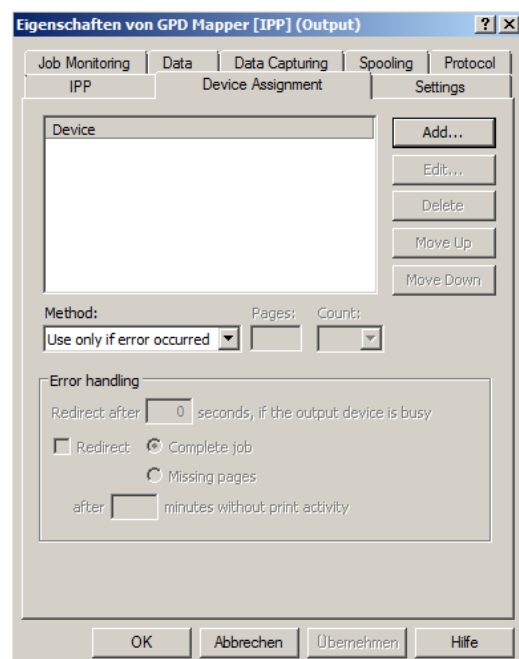 Eigenschaften von GPD Mapper [IPP] (Output)
Job Monitoring Data Data Capturing Spooling Protocol
IPP Device Assignment Settings
Device
Add...
Edit...
Delete
Move Up
Move Down
Method: Pages: Count:
Use only if error occurred
Error handling
Redirect after 0 seconds, if the output device is busy
Redirect Complete job
Missing pages
after minutes without print activity
OK Abbrechen Übernehmen Hilfe